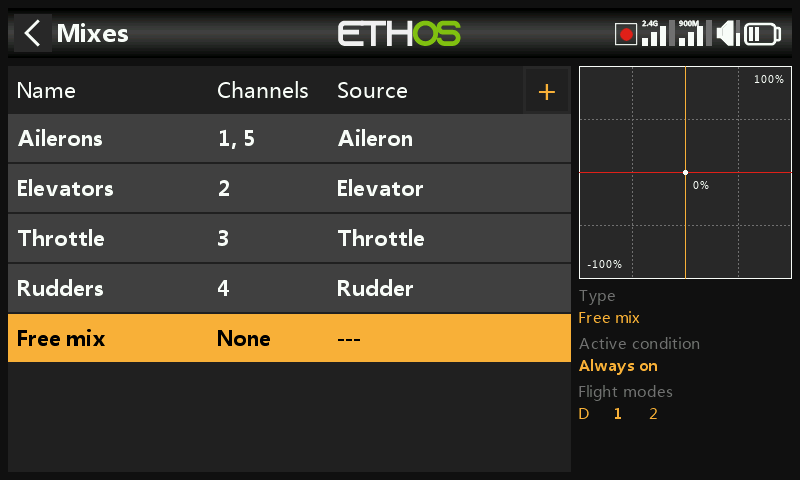 Mixes
ETHOS
2.4G 900M
Name Channels Source +
Ailerons 1, 5 Aileron
Elevators 2 Elevator
Throttle 3 Throttle
Rudders 4 Rudder
Free mix None ---
100%
0%
-100%
Type
Free mix
Active condition
Always on
Flight modes
D 1 2